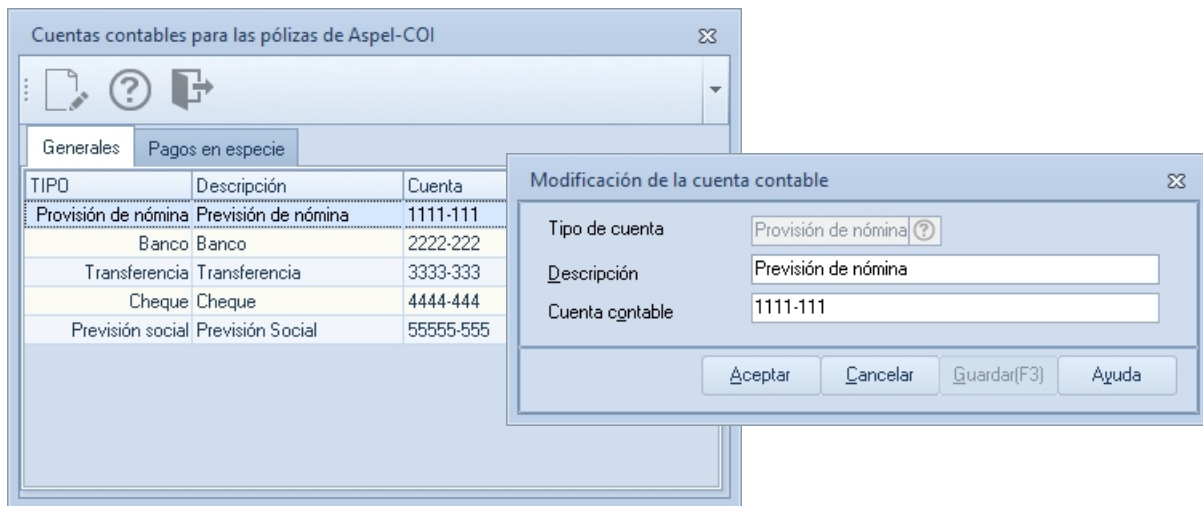 Cuentas contables para las pólizas de Aspel-COI
Generales Pagos en especie
TIPO Descripción Cuenta
Provisión de nómina Previsión de nómina 1111-111
Banco Banco 2222-222
Transferencia Transferencia 3333-333
Cheque Cheque 4444-444
Previsión social Previsión Social 55555-555
Modificación de la cuenta contable
Tipo de cuenta Provisión de nómina
Descripción Previsión de nómina
Cuenta contable 1111-111
Aceptar Cancelar Guardar(F3) Ayuda